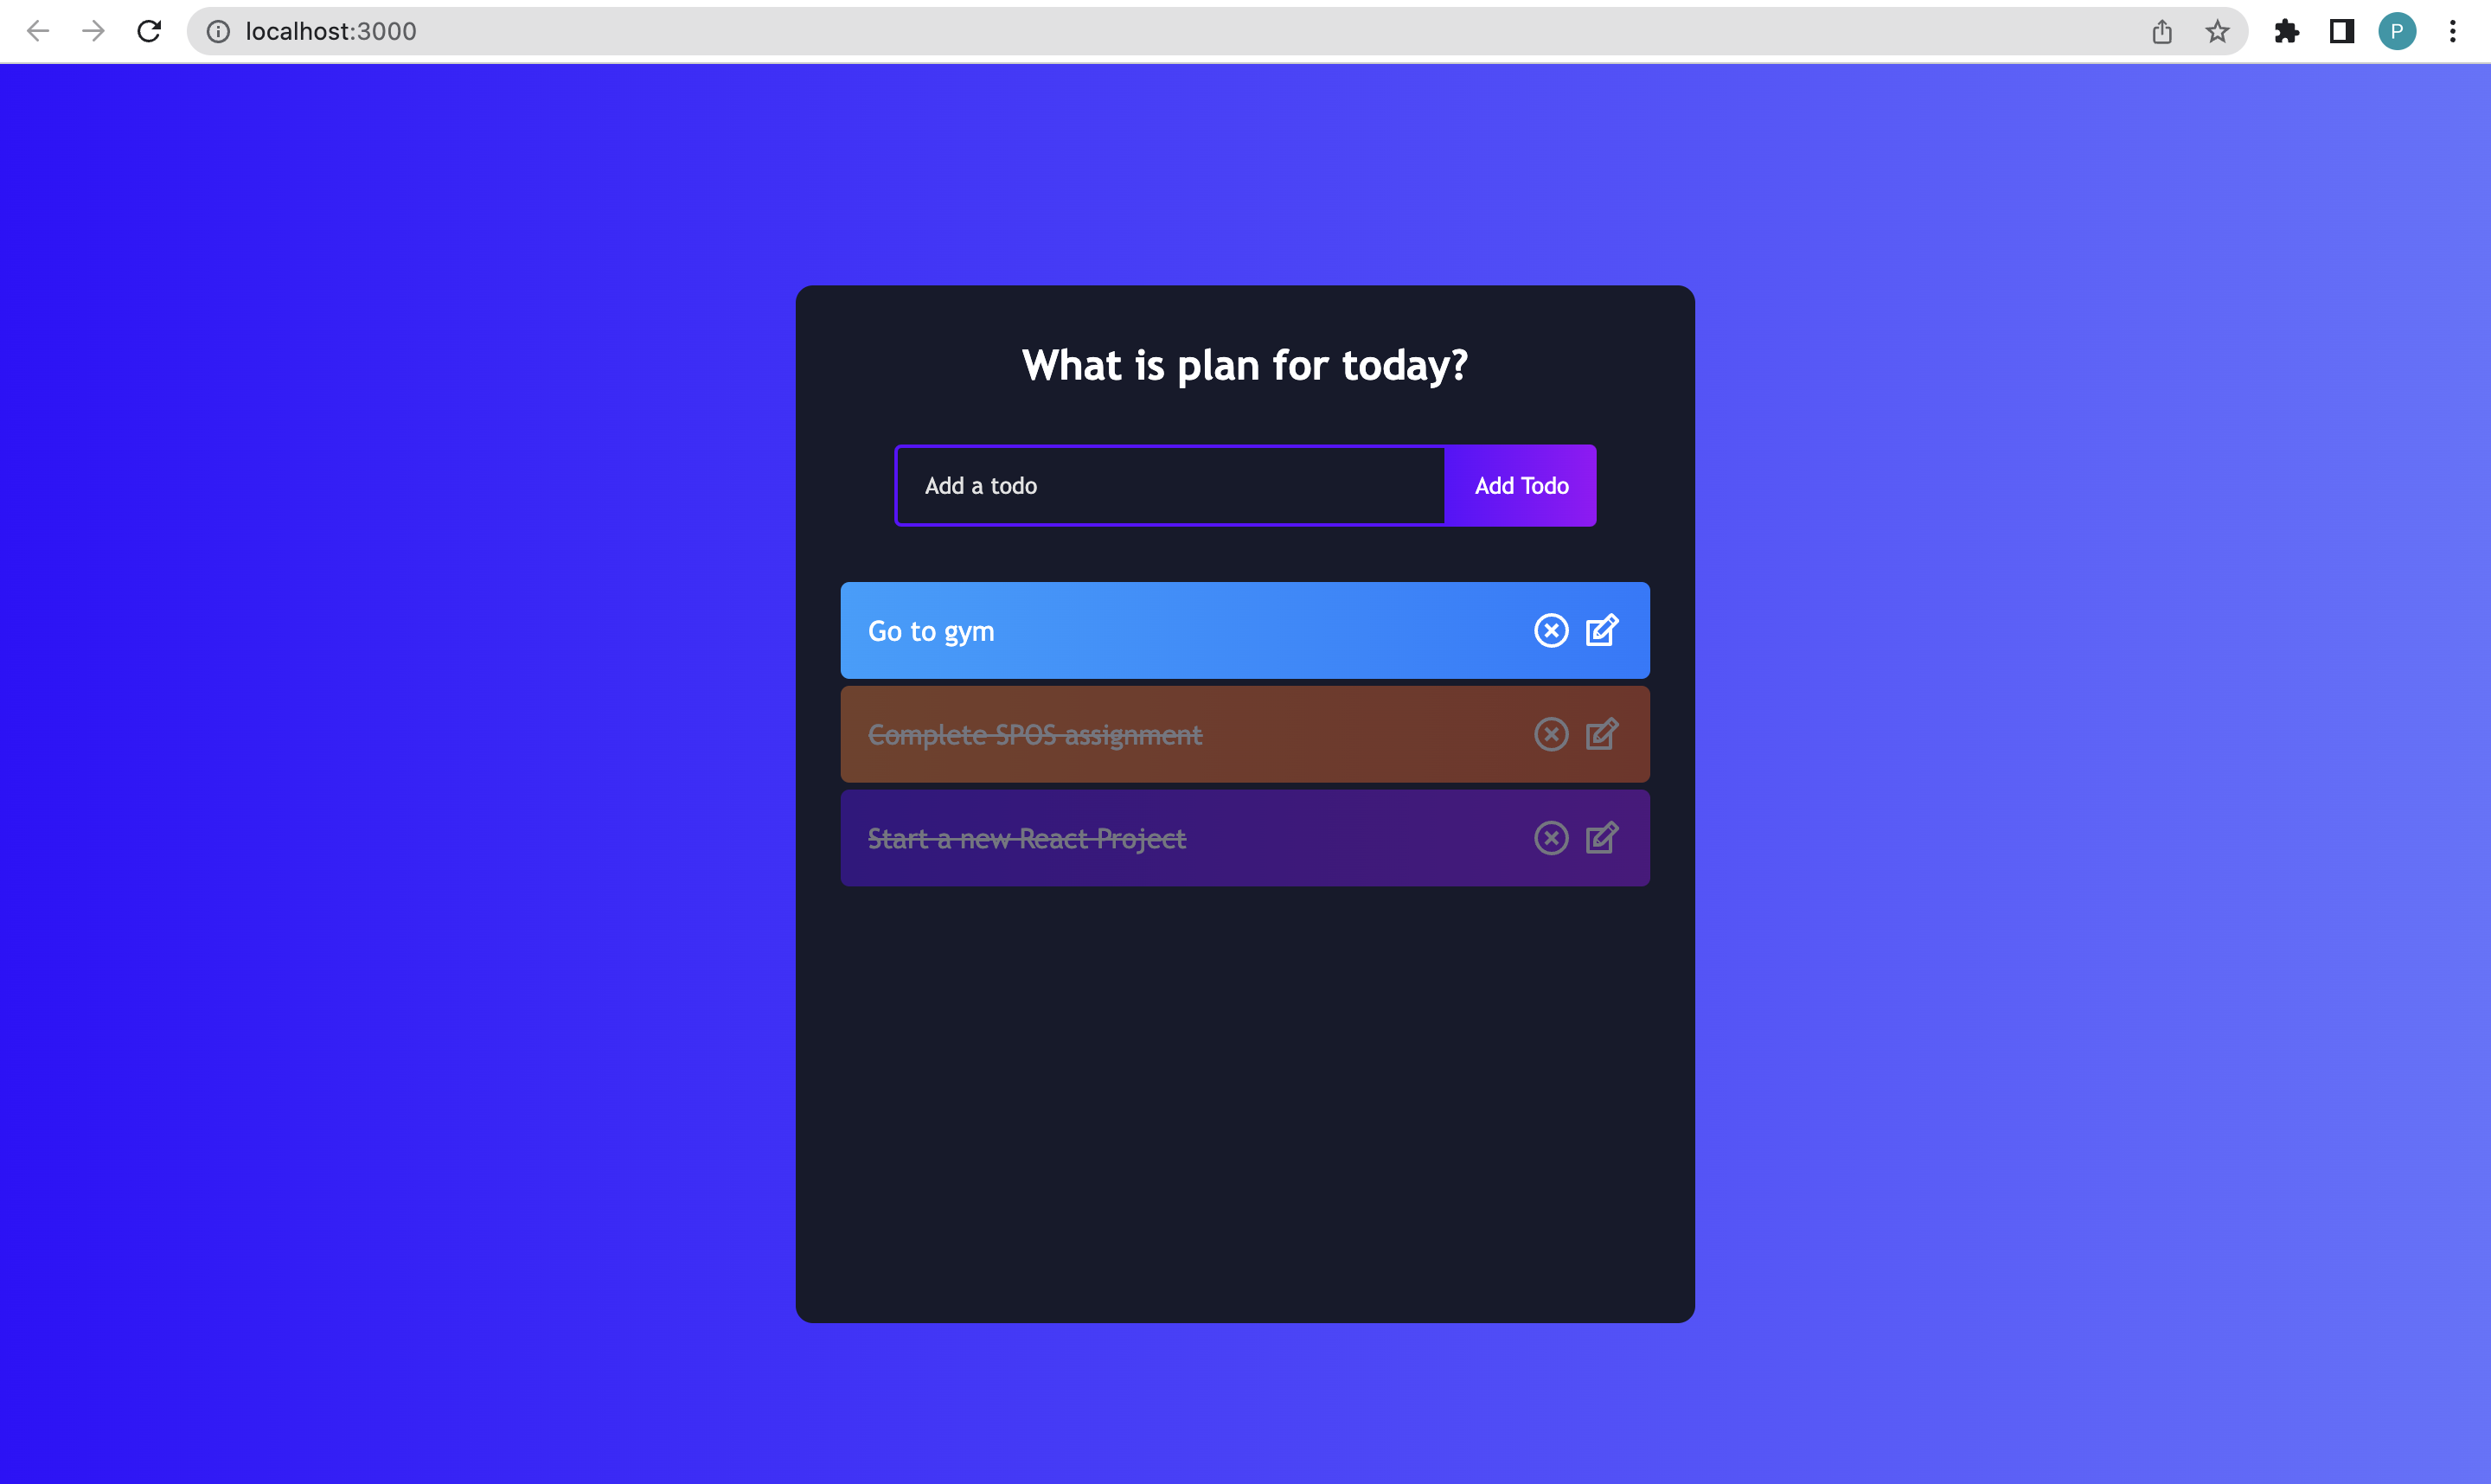 localhost:3000
P
What is plan for today?
Add a todo
Add Todo
Go to gym
Complete SPOS assignment
Start a new React Project